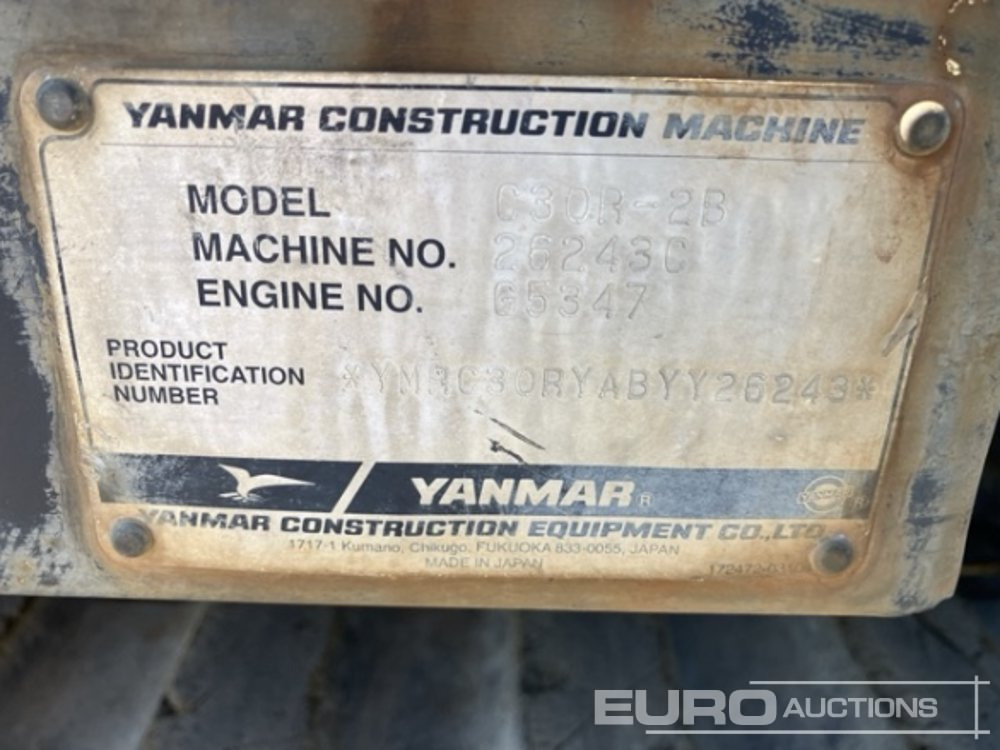 YANMAR CONSTRUCTION MACHINE
MODEL C30R-2B
MACHINE NO. 26243C
ENGINE NO. G5347
PRODUCT IDENTIFICATION NUMBER *YMRC30RYABYY26243*
YANMAR R
YANMAR CONSTRUCTION EQUIPMENT CO.,LTD.
1717-1 Kumano, Chikugo, FUKUOKA 833-0055, JAPAN
MADE IN JAPAN
EURO AUCTIONS